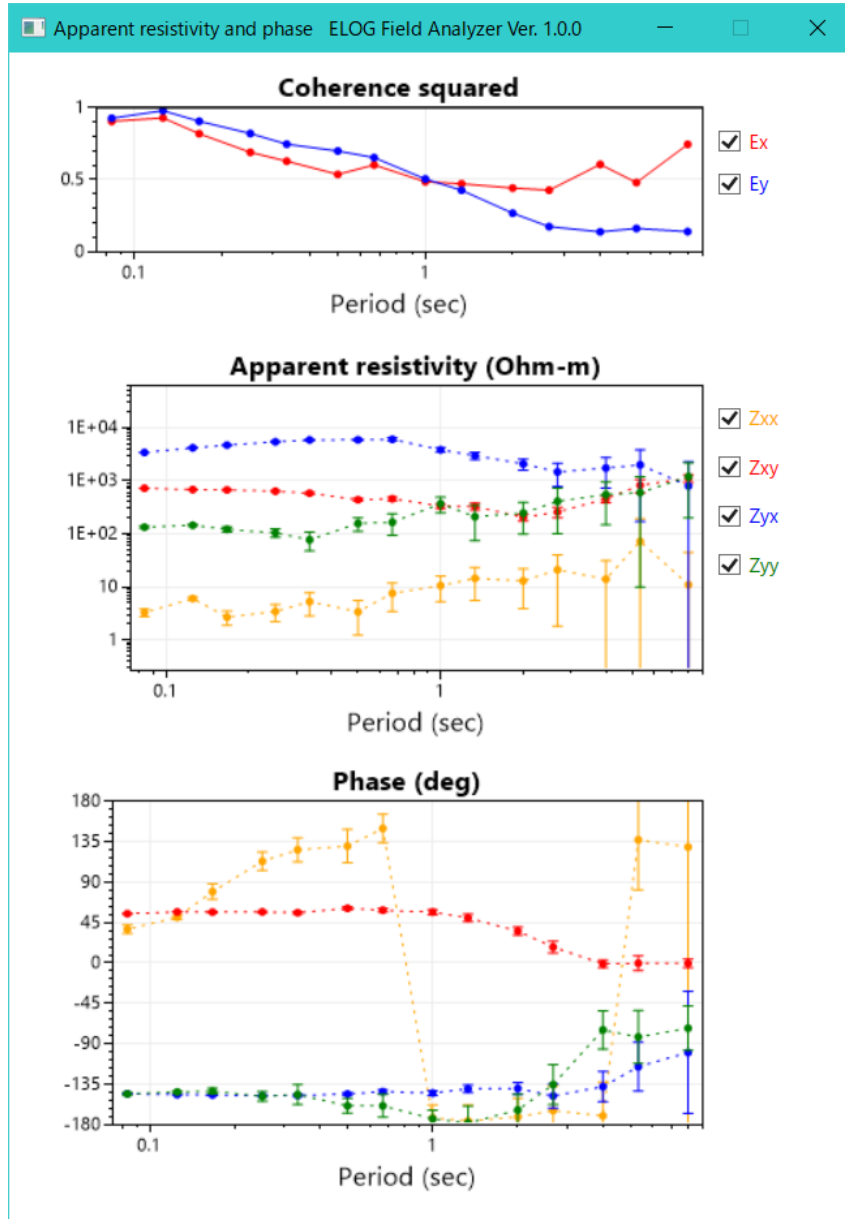 Apparent resistivity and phase   ELOG Field Analyzer Ver. 1.0.0
Coherence squared
1
0.5
0
0.1
1
Period (sec)
Ex
Ey
Apparent resistivity (Ohm-m)
1E+04
1E+03
1E+02
10
1
0.1
1
Period (sec)
Zxx
Zxy
Zyx
Zyy
Phase (deg)
180
135
90
45
0
-45
-90
-135
-180
0.1
1
Period (sec)